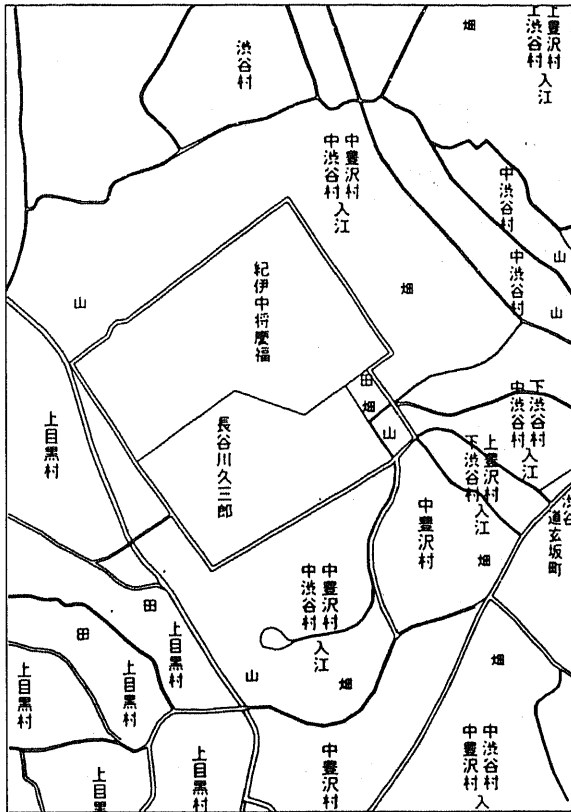 上豊沢村
上渋谷村
入江
畑
渋谷村
中豊沢村
中渋谷村
入江
中渋谷村
中渋谷村
山
山
畑
紀伊中将慶福
山
田
畑
山
長谷川久三郎
下渋谷村
中渋谷村
入江
上豊沢村
下渋谷村
入江
渋谷
道玄坂町
中豊沢村
畑
上目黒村
中豊沢村
中渋谷村
入江
畑
山
畑
田
田
上目黒村
上目黒村
上目黒村
中渋谷村
中豊沢村
入
中豊沢村
上目黒村
上目黒